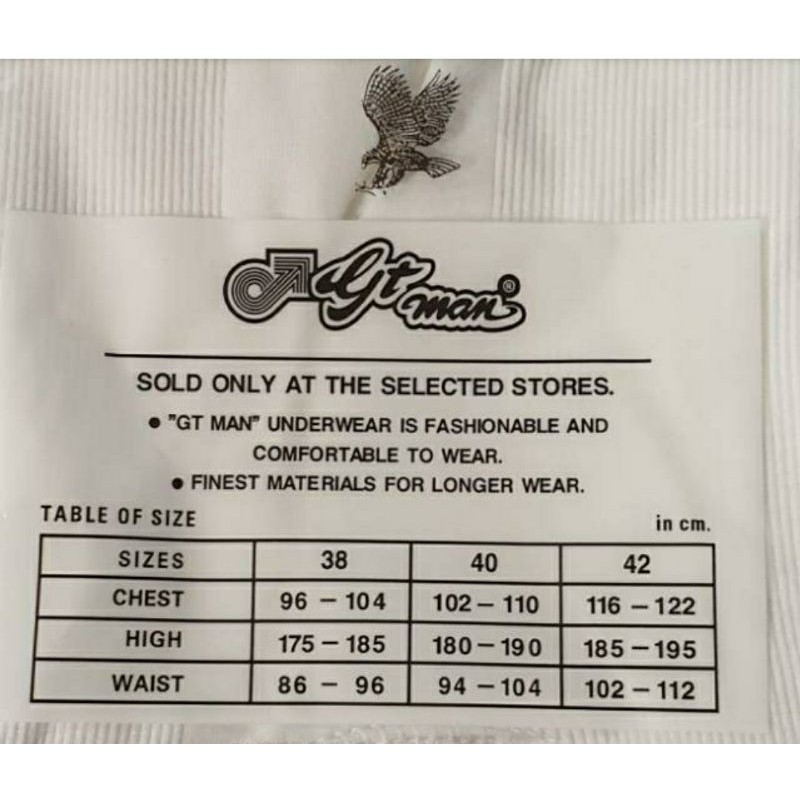 Gt man ®
SOLD ONLY AT THE SELECTED STORES.
● "GT MAN" UNDERWEAR IS FASHIONABLE AND
COMFORTABLE TO WEAR.
● FINEST MATERIALS FOR LONGER WEAR.
TABLE OF SIZE in cm.
SIZES 38 40 42
CHEST 96 – 104 102 – 110 116 – 122
HIGH 175 – 185 180 – 190 185 – 195
WAIST 86 – 96 94 – 104 102 – 112